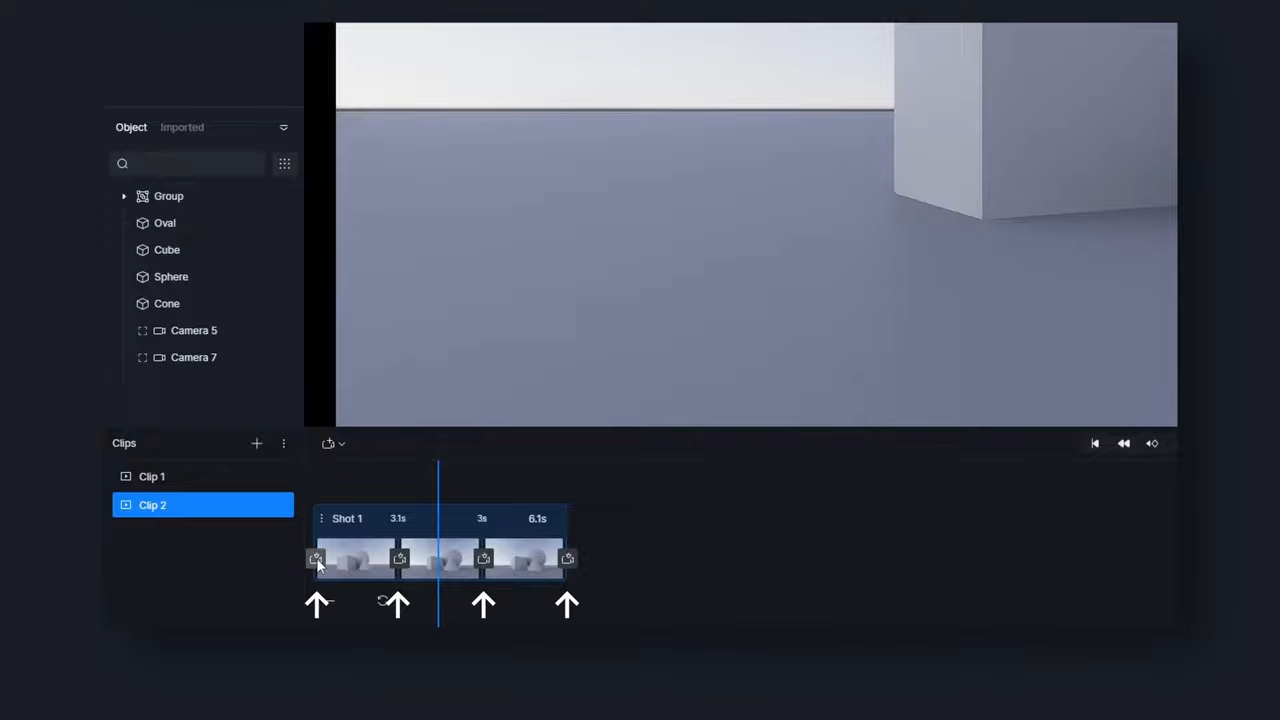 Object Imported
Group
Oval
Cube
Sphere
Cone
Camera 5
Camera 7
Clips
Clip 1
Clip 2
Shot 1 3.1s 3s 6.1s